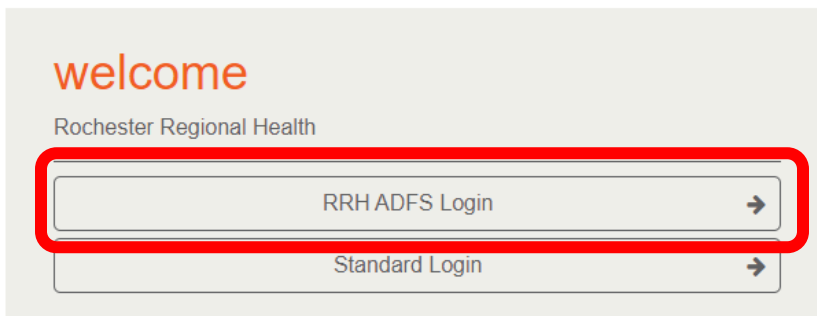 welcome
Rochester Regional Health
RRH ADFS Login
Standard Login